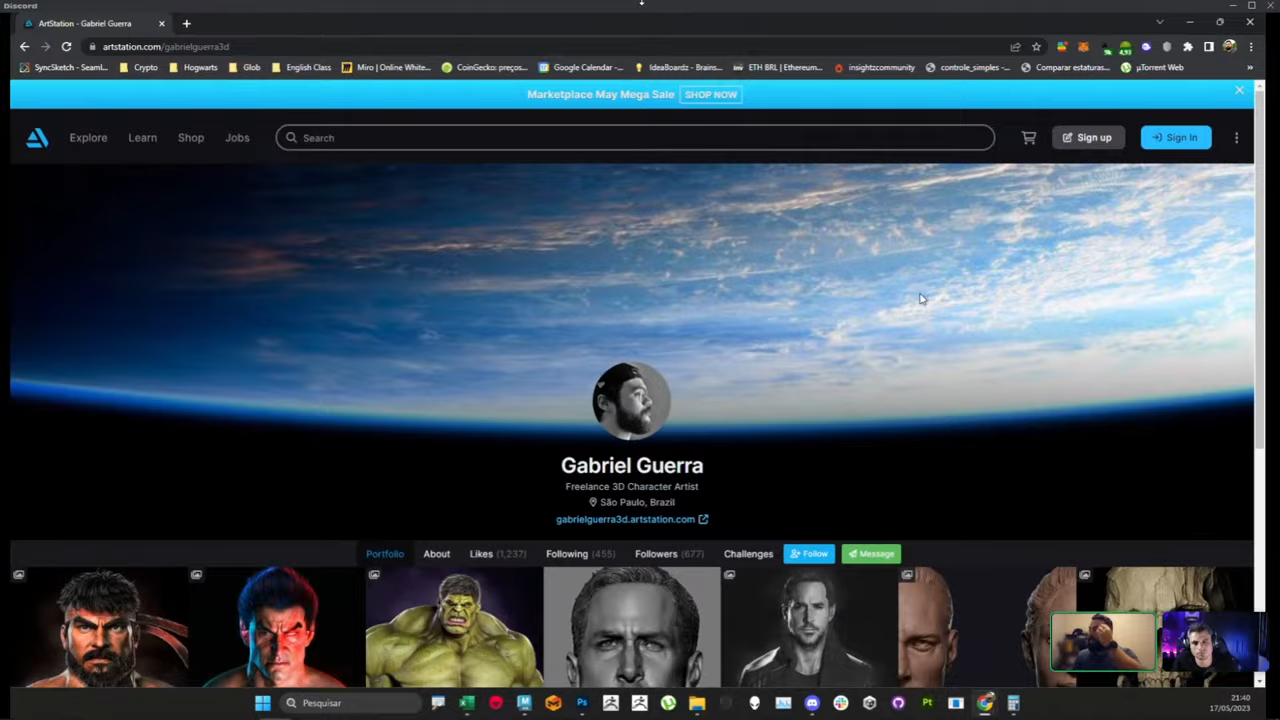 Discord
ArtStation - Gabriel Guerra
artstation.com/gabrielguerra3d
SyncSketch - Seaml...
Crypto
Hogwarts
Glob
English Class
Miro | Online White...
CoinGecko: preços,...
Google Calendar -...
IdeaBoardz - Brains...
ETH BRL | Ethereum...
insightzcommunity
controle_simples -...
Comparar estaturas...
µTorrent Web
»
Marketplace May Mega Sale SHOP NOW
Explore Learn Shop Jobs Search Sign up Sign In
Gabriel Guerra
Freelance 3D Character Artist
São Paulo, Brazil
gabrielguerra3d.artstation.com
Portfolio About Likes (1,237) Following (455) Followers (677) Challenges Follow Message
Pesquisar
Ps
Pt
21:40
17/05/2023